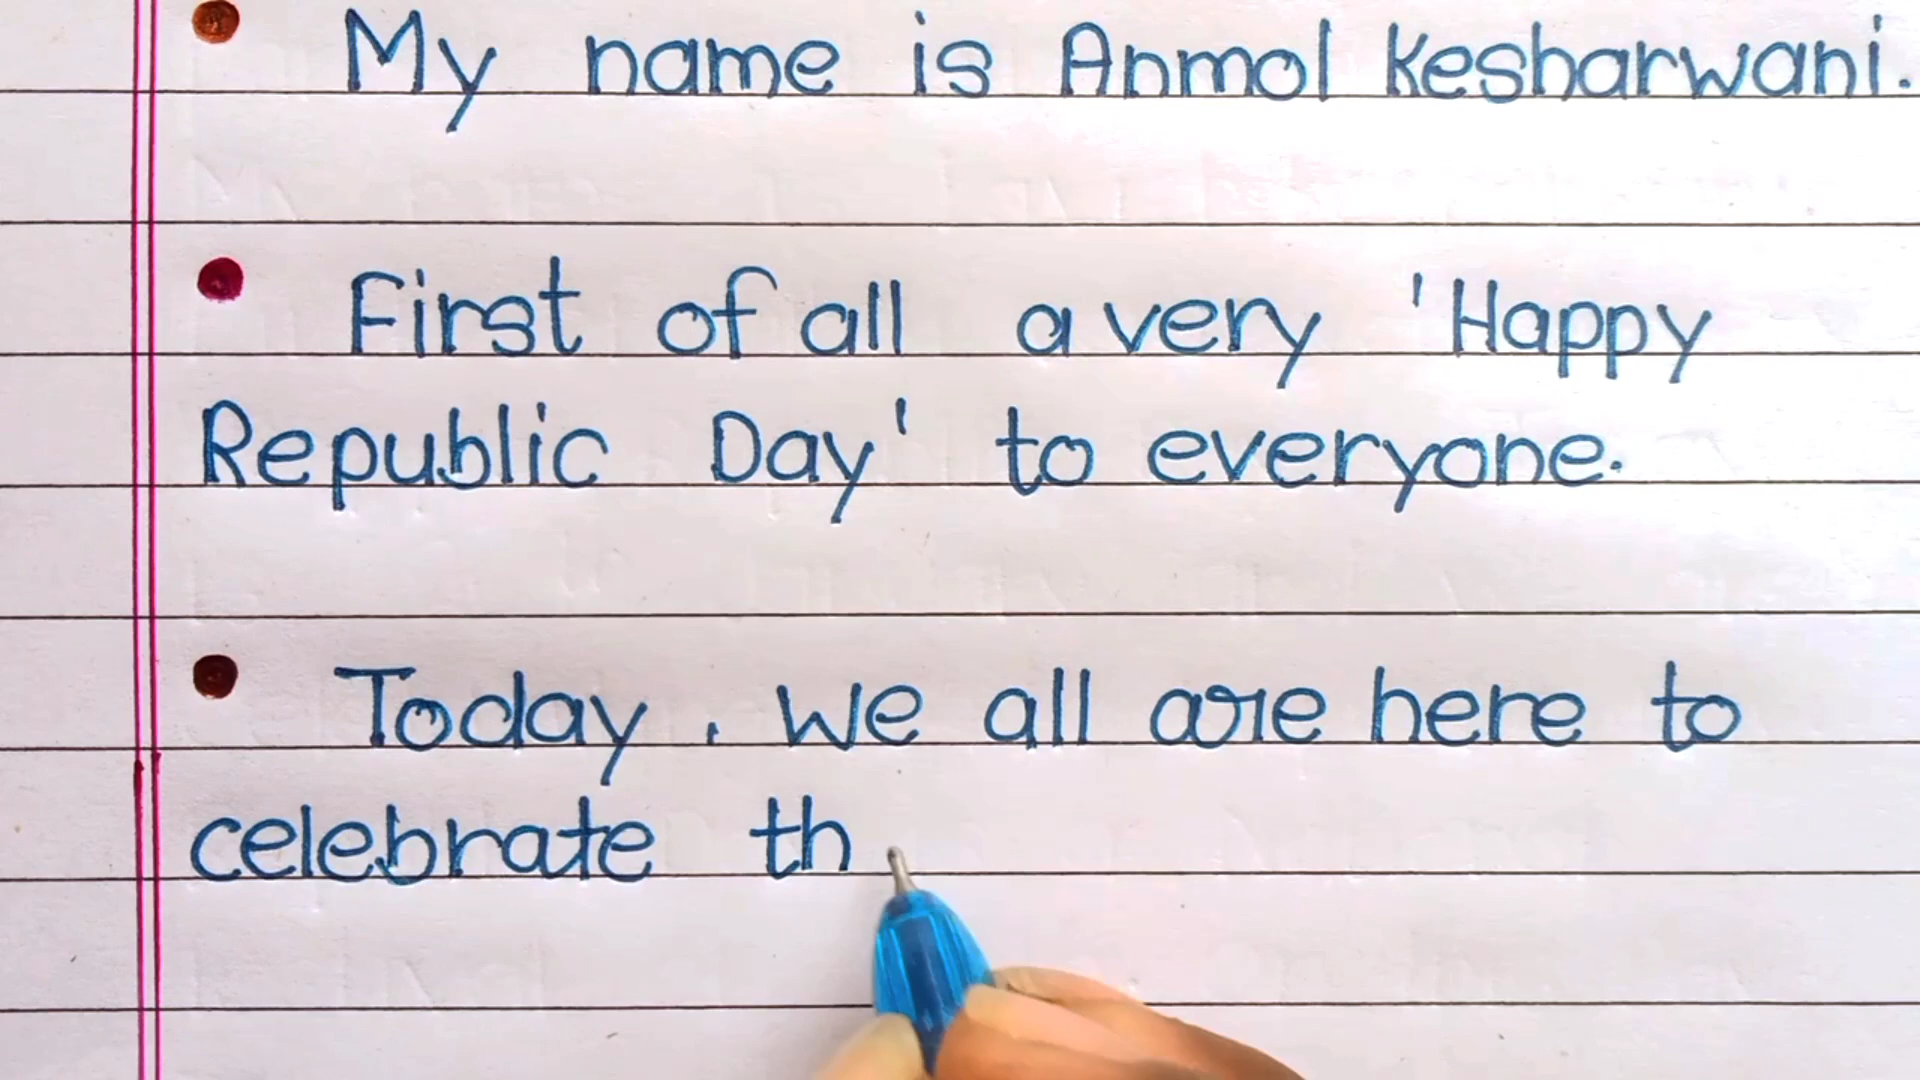 My name is Anmol Kesharwani.
First of all a very 'Happy
Republic Day' to everyone.
Today, we all are here to
celebrate th